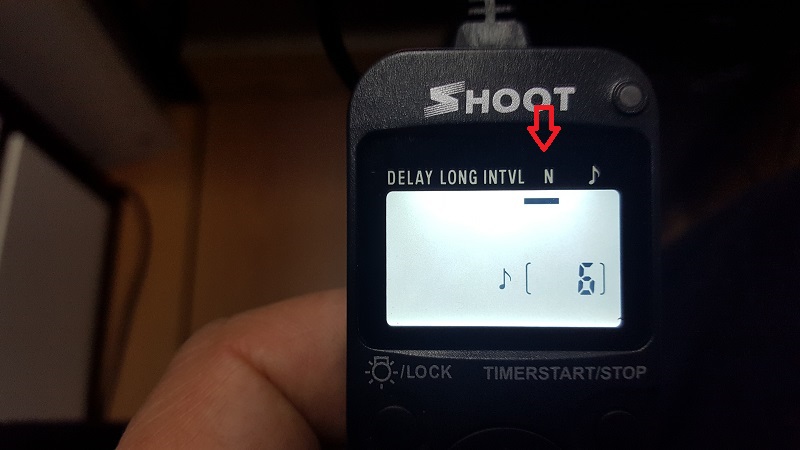 SHOOT
DELAY LONG INTVL N ♪
♪ [ 6]
/LOCK TIMERSTART/STOP